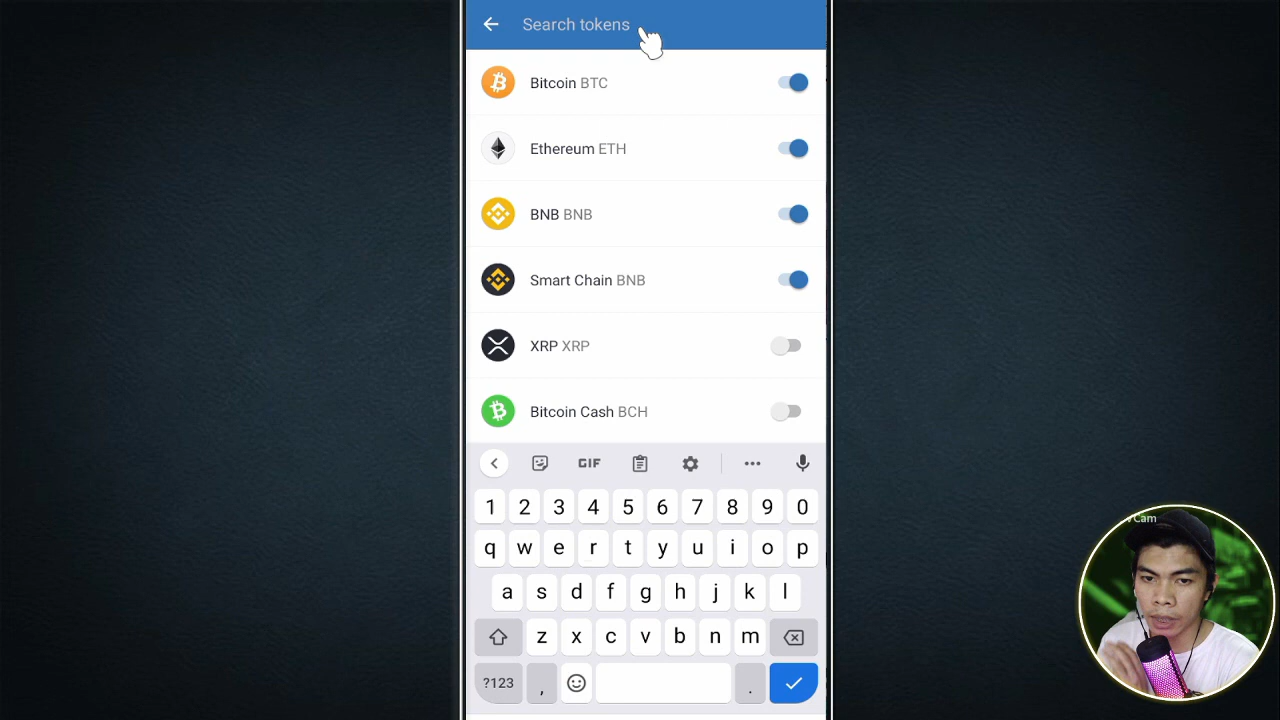 Search tokens
Bitcoin BTC
Ethereum ETH
BNB BNB
Smart Chain BNB
XRP XRP
Bitcoin Cash BCH
GIF
1 2 3 4 5 6 7 8 9 0
q w e r t y u i o p
a s d f g h j k l
z x c v b n m
?123 , .
Cam